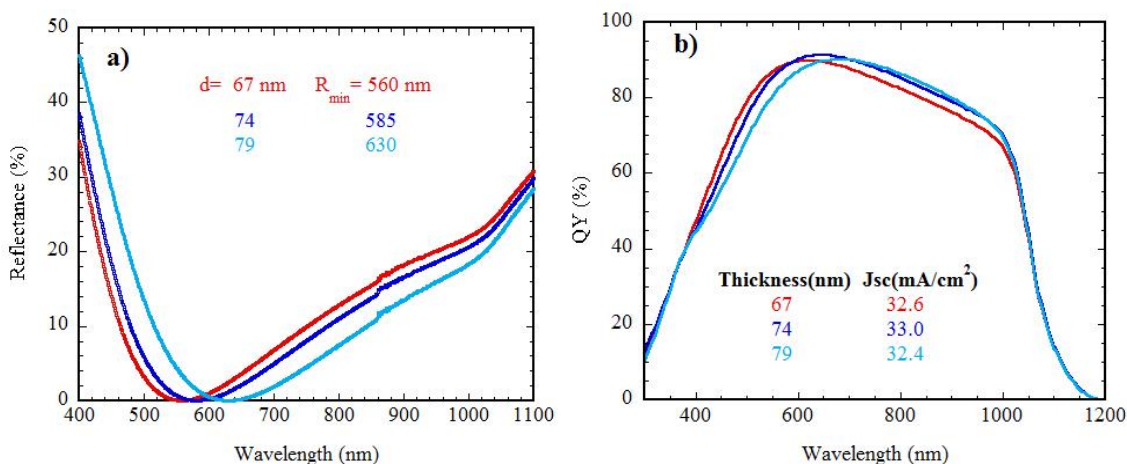 a)
d= 67 nm R_min = 560 nm
74 585
79 630
50
40
30
20
10
0
Reflectance (%)
400 500 600 700 800 900 1000 1100
Wavelength (nm)
b)
Thickness(nm) Jsc(mA/cm²)
67 32.6
74 33.0
79 32.4
100
80
60
40
20
0
QY (%)
400 600 800 1000 1200
Wavelength (nm)